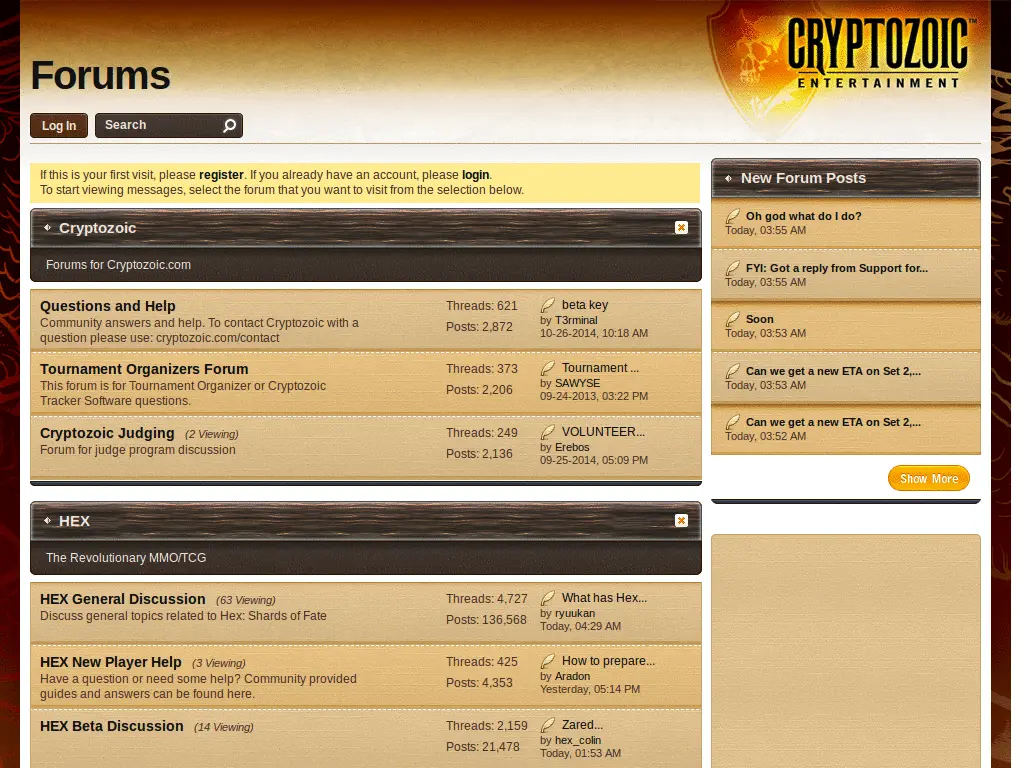 CRYPTOZOIC™
ENTERTAINMENT
Forums
Log In
Search
If this is your first visit, please register. If you already have an account, please login.
To start viewing messages, select the forum that you want to visit from the selection below.
Cryptozoic
Forums for Cryptozoic.com
Questions and Help
Community answers and help. To contact Cryptozoic with a
question please use: cryptozoic.com/contact
Threads: 621
Posts: 2,872
beta key
by T3rminal
10-26-2014, 10:18 AM
Tournament Organizers Forum
This forum is for Tournament Organizer or Cryptozoic
Tracker Software questions.
Threads: 373
Posts: 2,206
Tournament ...
by SAWYSE
09-24-2013, 03:22 PM
Cryptozoic Judging (2 Viewing)
Forum for judge program discussion
Threads: 249
Posts: 2,136
VOLUNTEER...
by Erebos
09-25-2014, 05:09 PM
HEX
The Revolutionary MMO/TCG
HEX General Discussion (63 Viewing)
Discuss general topics related to Hex: Shards of Fate
Threads: 4,727
Posts: 136,568
What has Hex...
by ryuukan
Today, 04:29 AM
HEX New Player Help (3 Viewing)
Have a question or need some help? Community provided
guides and answers can be found here.
Threads: 425
Posts: 4,353
How to prepare...
by Aradon
Yesterday, 05:14 PM
HEX Beta Discussion (14 Viewing)
Threads: 2,159
Posts: 21,478
Zared...
by hex_colin
Today, 01:53 AM
New Forum Posts
Oh god what do I do?
Today, 03:55 AM
FYI: Got a reply from Support for...
Today, 03:55 AM
Soon
Today, 03:53 AM
Can we get a new ETA on Set 2,...
Today, 03:53 AM
Can we get a new ETA on Set 2,...
Today, 03:52 AM
Show More